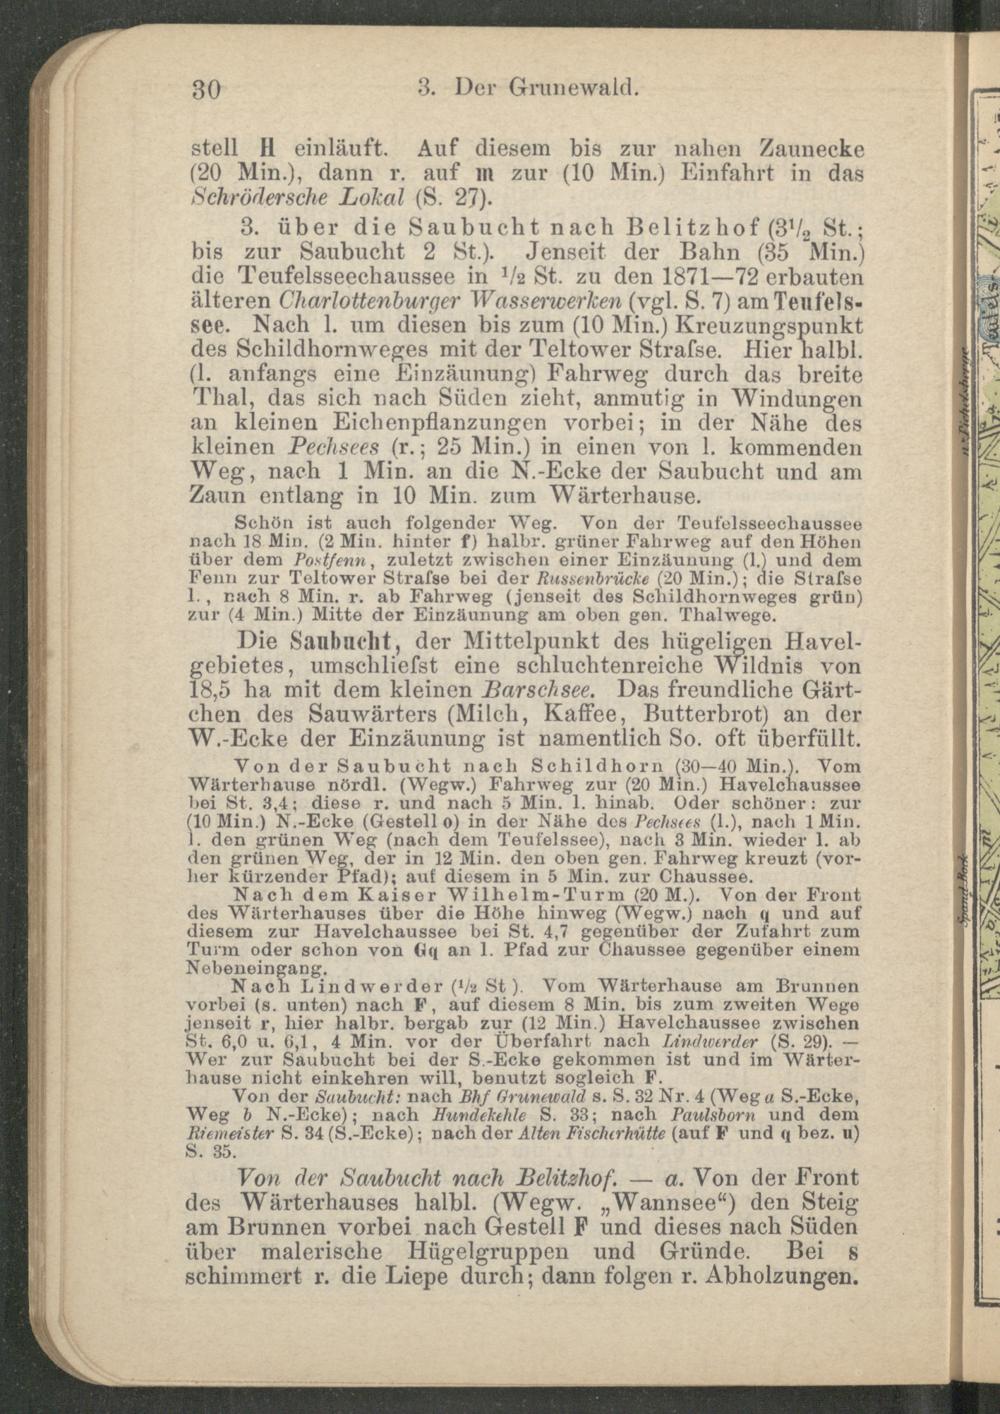 30 3. Der Grunewald.
stell H einläuft. Auf diesem bis zur nahen Zaunecke
(20 Min.), dann r. auf m zur (10 Min.) Einfahrt in das
Schrödersche Lokal (S. 27).
3. über die Saubucht nach Belitzhof (3½ St.;
bis zur Saubucht 2 St.). Jenseit der Bahn (35 Min.)
die Teufelsseechaussee in ½ St. zu den 1871—72 erbauten
älteren Charlottenburger Wasserwerken (vgl. S. 7) am Teufels-
see. Nach l. um diesen bis zum (10 Min.) Kreuzungspunkt
des Schildhornweges mit der Teltower Strafse. Hier halbl.
(l. anfangs eine Einzäunung) Fahrweg durch das breite
Thal, das sich nach Süden zieht, anmutig in Windungen
an kleinen Eichenpflanzungen vorbei; in der Nähe des
kleinen Pechsees (r.; 25 Min.) in einen von l. kommenden
Weg, nach 1 Min. an die N.-Ecke der Saubucht und am
Zaun entlang in 10 Min. zum Wärterhause.
Schön ist auch folgender Weg. Von der Teufelsseechaussee
nach 18 Min. (2 Min. hinter f) halbr. grüner Fahrweg auf den Höhen
über dem Postfenn, zuletzt zwischen einer Einzäunung (l.) und dem
Fenn zur Teltower Strafse bei der Russenbrücke (20 Min.); die Strafse
l., nach 8 Min. r. ab Fahrweg (jenseit des Schildhornweges grün)
zur (4 Min.) Mitte der Einzäunung am oben gen. Thalwege.
Die Saubucht, der Mittelpunkt des hügeligen Havel-
gebietes, umschliefst eine schluchtenreiche Wildnis von
18,5 ha mit dem kleinen Barschsee. Das freundliche Gärt-
chen des Sauwärters (Milch, Kaffee, Butterbrot) an der
W.-Ecke der Einzäunung ist namentlich So. oft überfüllt.
Von der Saubucht nach Schildhorn (30—40 Min.). Vom
Wärterhause nördl. (Wegw.) Fahrweg zur (20 Min.) Havelchaussee
bei St. 3,4; diese r. und nach 5 Min. l. hinab. Oder schöner: zur
(10 Min.) N.-Ecke (Gestell o) in der Nähe des Pechsees (l.), nach 1 Min.
l. den grünen Weg (nach dem Teufelssee), nach 3 Min. wieder l. ab
den grünen Weg, der in 12 Min. den oben gen. Fahrweg kreuzt (vor-
her kürzender Pfad); auf diesem in 5 Min. zur Chaussee.
Nach dem Kaiser Wilhelm-Turm (20 M.). Von der Front
des Wärterhauses über die Höhe hinweg (Wegw.) nach q und auf
diesem zur Havelchaussee bei St. 4,7 gegenüber der Zufahrt zum
Turm oder schon von Gq an l. Pfad zur Chaussee gegenüber einem
Nebeneingang.
Nach Lindwerder (½ St). Vom Wärterhause am Brunnen
vorbei (s. unten) nach F, auf diesem 8 Min. bis zum zweiten Wege
jenseit r, hier halbr. bergab zur (12 Min.) Havelchaussee zwischen
St. 6,0 u. 6,1, 4 Min. vor der Überfahrt nach Lindwerder (S. 29). —
Wer zur Saubucht bei der S.-Ecke gekommen ist und im Wärter-
hause nicht einkehren will, benutzt sogleich F.
Von der Saubucht: nach Bhf Grunewald s. S. 32 Nr. 4 (Weg a S.-Ecke,
Weg b N.-Ecke); nach Hundekehle S. 33; nach Paulsborn und dem
Riemeister S. 34 (S.-Ecke); nach der Alten Fischerhütte (auf F und q bez. u)
S. 35.
Von der Saubucht nach Belitzhof. — a. Von der Front
des Wärterhauses halbl. (Wegw. „Wannsee“) den Steig
am Brunnen vorbei nach Gestell F und dieses nach Süden
über malerische Hügelgruppen und Gründe. Bei s
schimmert r. die Liepe durch; dann folgen r. Abholzungen.
Teufels
n. Pichelsberge